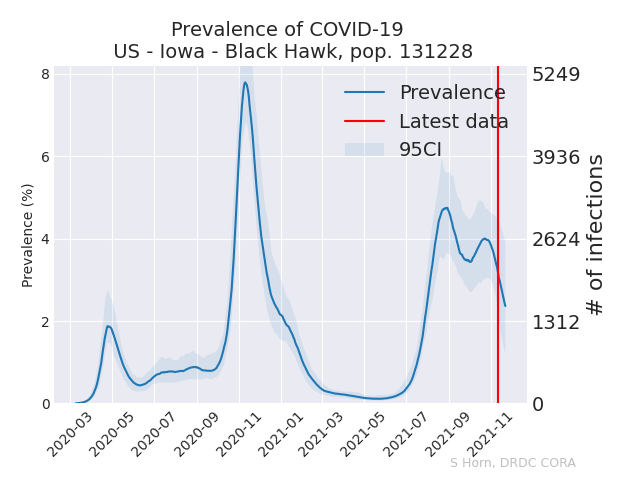 Prevalence of COVID-19
US - Iowa - Black Hawk, pop. 131228
Prevalence
Latest data
95CI
Prevalence (%)
8
6
4
2
0
5249
3936
2624
1312
0
# of infections
2020-03
2020-05
2020-07
2020-09
2020-11
2021-01
2021-03
2021-05
2021-07
2021-09
2021-11
S Horn, DRDC CORA